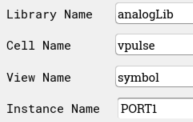 Library Name analogLib
Cell Name vpulse
View Name symbol
Instance Name PORT1